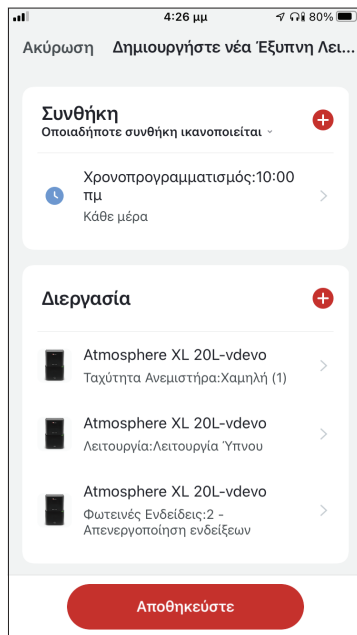 4:26 μμ
80%
Ακύρωση Δημιουργήστε νέα Έξυπνη Λει...
Συνθήκη
Οποιαδήποτε συνθήκη ικανοποιείται
Χρονοπρογραμματισμός:10:00
πμ
Κάθε μέρα
Διεργασία
Atmosphere XL 20L-vdevo
Ταχύτητα Ανεμιστήρα:Χαμηλή (1)
Atmosphere XL 20L-vdevo
Λειτουργία:Λειτουργία Ύπνου
Atmosphere XL 20L-vdevo
Φωτεινές Ενδείδεις:2 -
Απενεργοποίηση ενδείξεων
Αποθηκεύστε